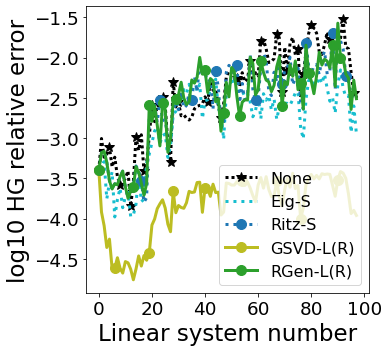 log10 HG relative error
−1.5
−2.0
−2.5
−3.0
−3.5
−4.0
−4.5
None
Eig-S
Ritz-S
GSVD-L(R)
RGen-L(R)
0 20 40 60 80 100
Linear system number